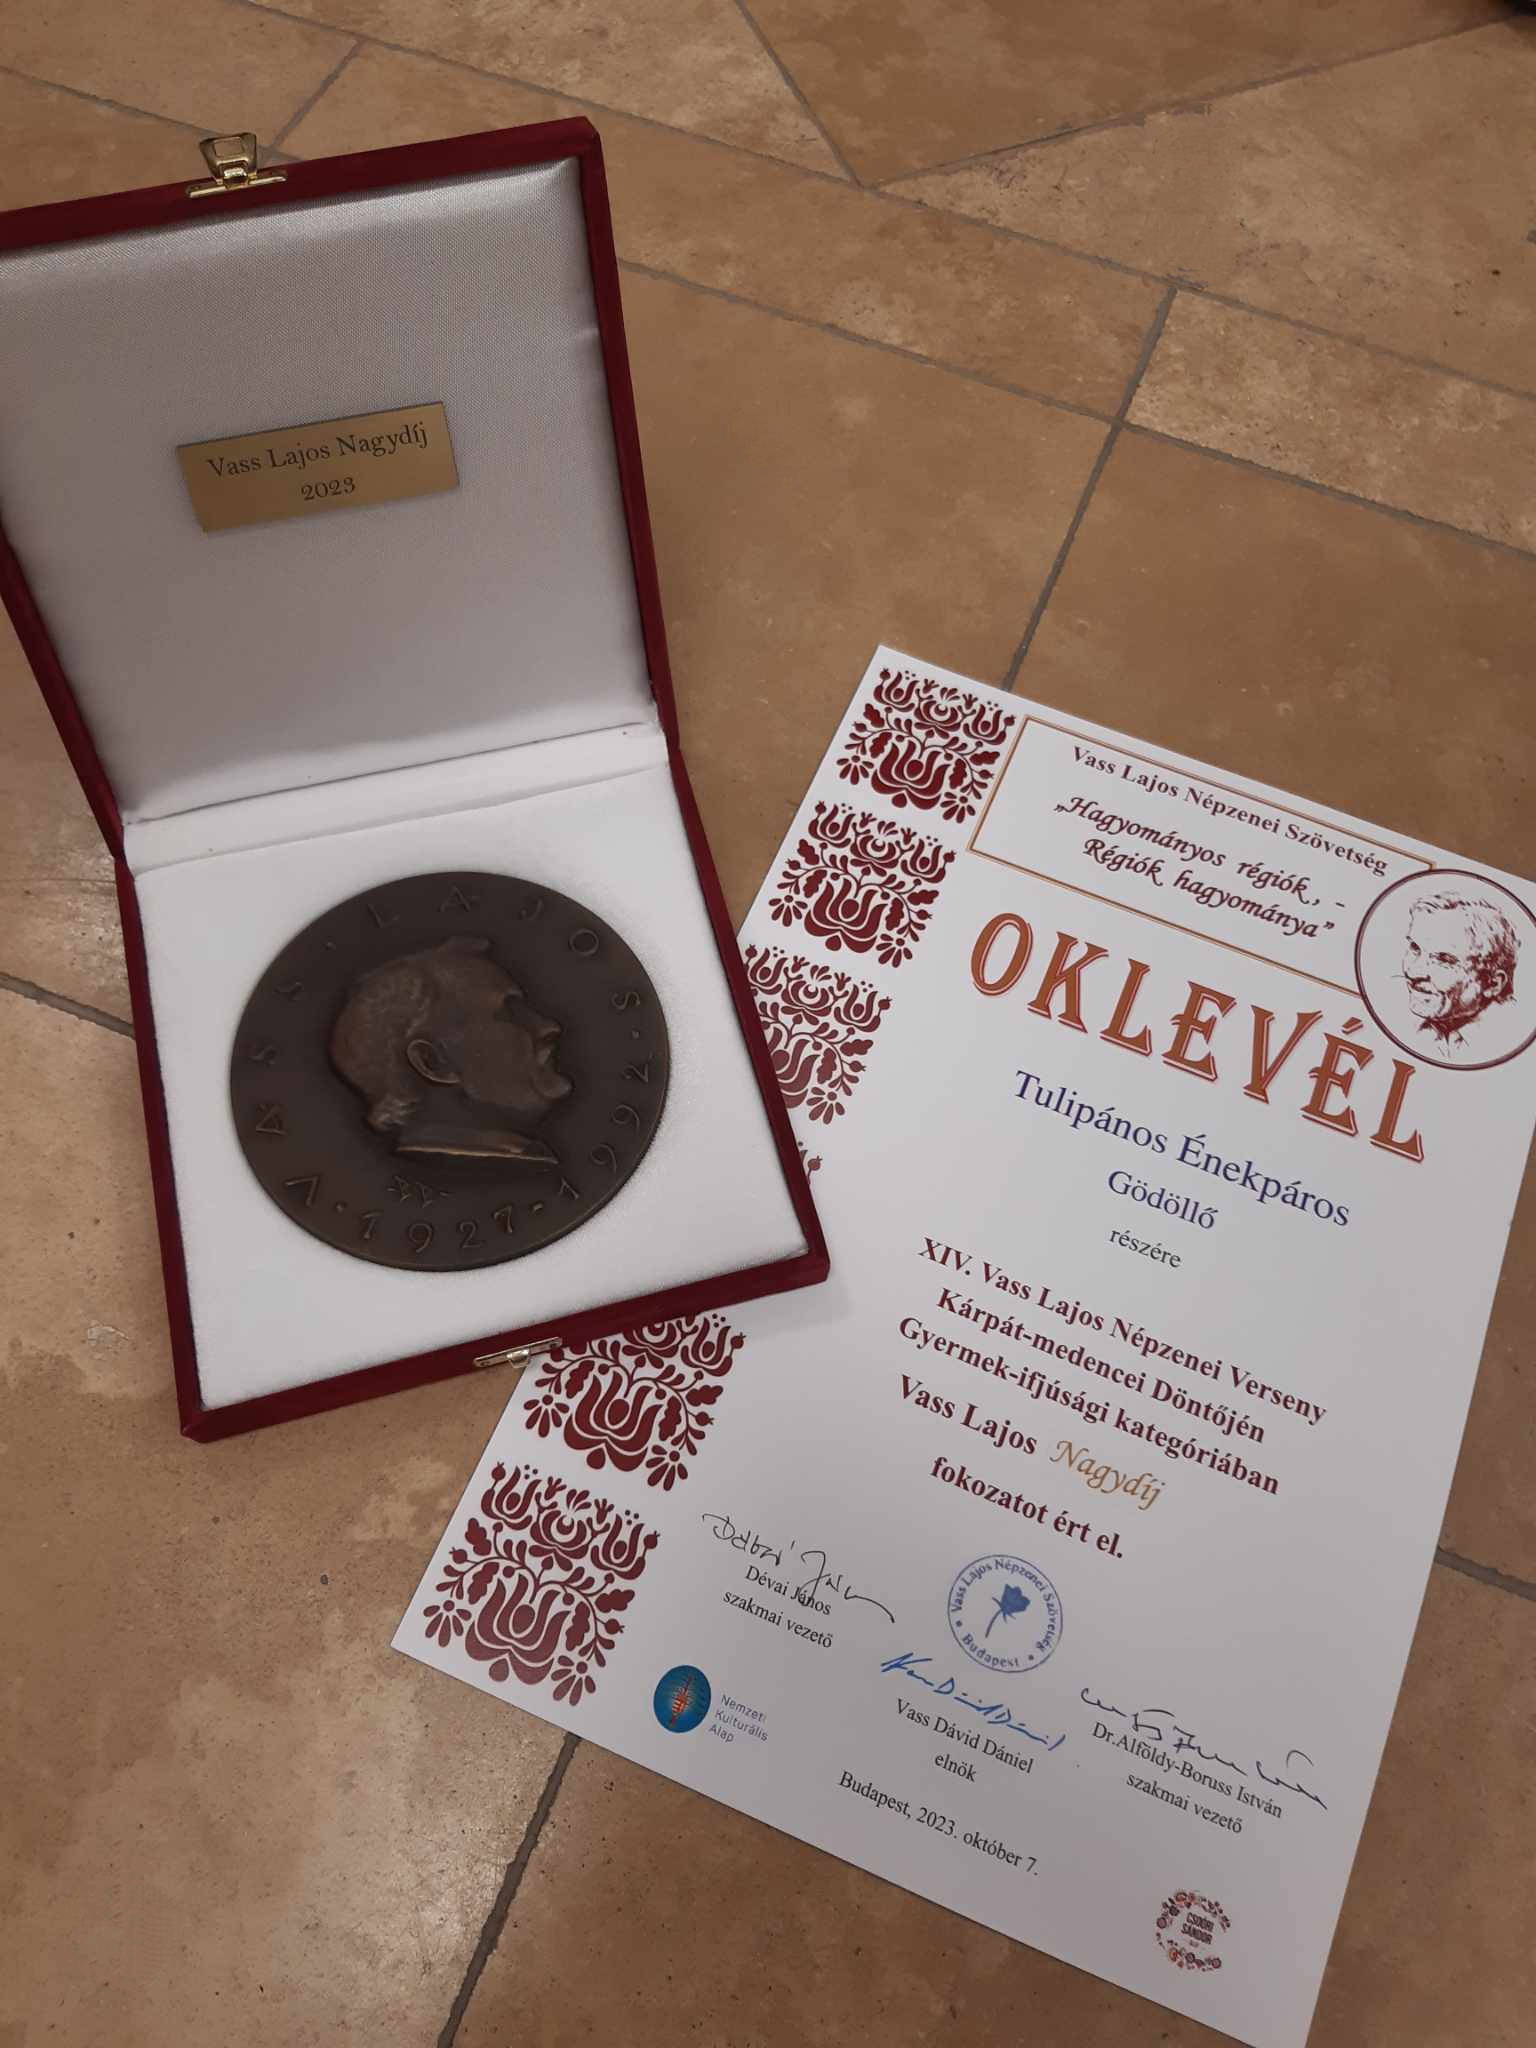 Vass Lajos Nagydíj
2023
VASS · LAJOS · 1927-1992 ·
Vass Lajos Népzenei Szövetség
„Hagyományos régiók, -
Régiók hagyománya”
OKLEVÉL
Tulipános Énekpáros
Gödöllő
részére
XIV. Vass Lajos Népzenei Verseny
Kárpát-medencei Döntőjén
Gyermek-ifjúsági kategóriában
Vass Lajos Nagydíj
fokozatot ért el.
Dévai János
szakmai vezető
Vass Lajos Népzenei Szövetség
• Budapest •
Vass Dávid Dániel
elnök
Dr.Alföldy-Boruss István
szakmai vezető
Nemzeti
Kulturális
Alap
Budapest, 2023. október 7.
CSOÓRI
SÁNDOR